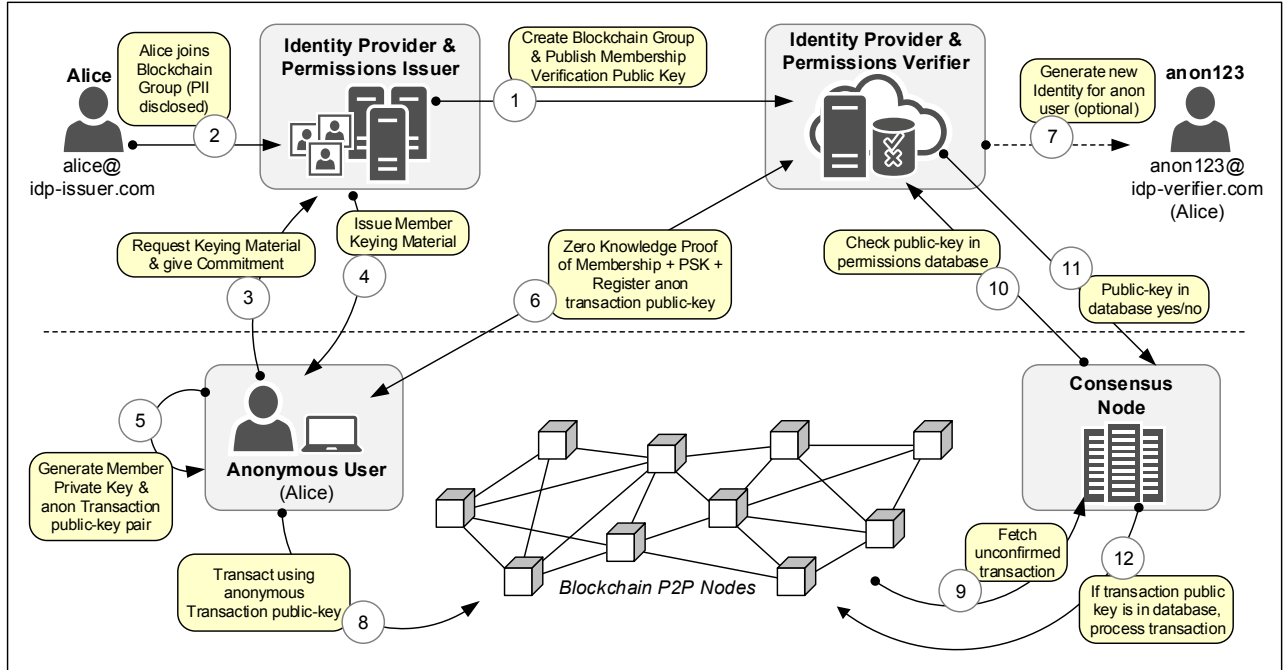 Alice
alice@
idp-issuer.com
Alice joins
Blockchain
Group (PII
disclosed)
2
Identity Provider &
Permissions Issuer
Create Blockchain Group
& Publish Membership
Verification Public Key
1
Identity Provider &
Permissions Verifier
Generate new
Identity for anon
user (optional)
7
anon123
anon123@
idp-verifier.com
(Alice)
Request Keying Material
& give Commitment
3
Issue Member
Keying Material
4
Zero Knowledge Proof
of Membership + PSK +
Register anon
transaction public-key
6
Check public-key in
permissions database
10
11
Public-key in
database yes/no
5
Generate Member
Private Key &
anon Transaction
public-key pair
Anonymous User
(Alice)
Consensus
Node
Transact using
anonymous
Transaction public-key
8
Blockchain P2P Nodes
Fetch
unconfirmed
transaction
9
12
If transaction public
key is in database,
process transaction